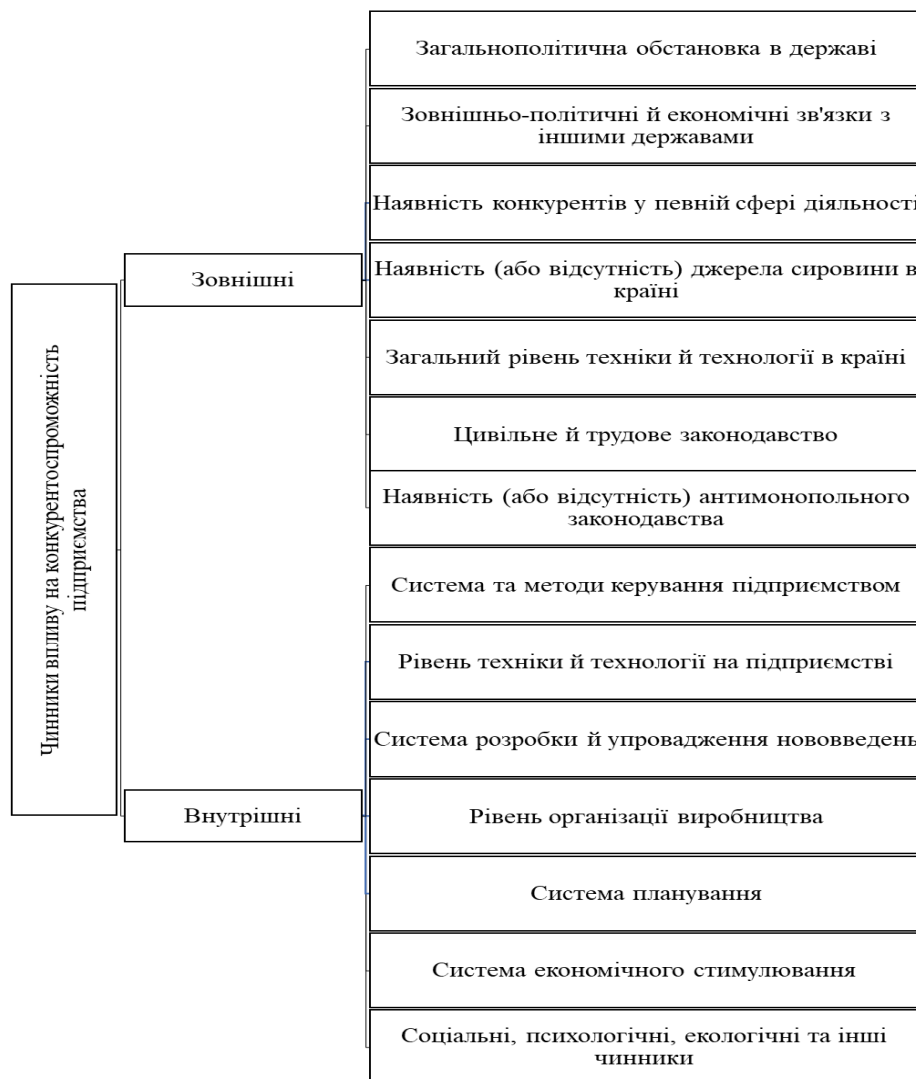 Чинники впливу на конкурентоспроможність
підприємства
Зовнішні
Загальнополітична обстановка в державі
Зовнішньо-політичні й економічні зв'язки з
іншими державами
Наявність конкурентів у певній сфері діяльності
Наявність (або відсутність) джерела сировини в
країні
Загальний рівень техніки й технології в країні
Цивільне й трудове законодавство
Наявність (або відсутність) антимонопольного
законодавства
Внутрішні
Система та методи керування підприємством
Рівень техніки й технології на підприємстві
Система розробки й упровадження нововведень
Рівень організації виробництва
Система планування
Система економічного стимулювання
Соціальні, психологічні, екологічні та інші
чинники